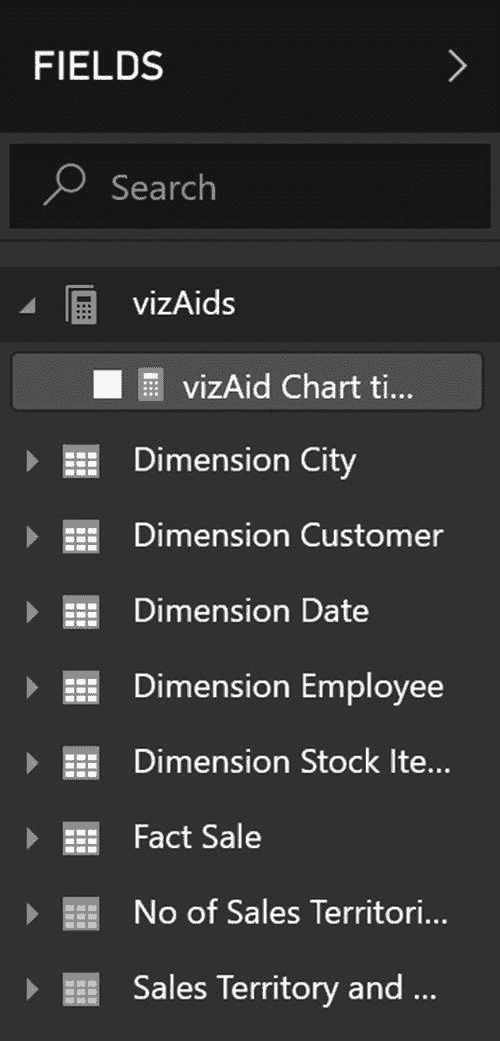 FIELDS
Search
vizAids
vizAid Chart ti...
Dimension City
Dimension Customer
Dimension Date
Dimension Employee
Dimension Stock Ite...
Fact Sale
No of Sales Territori...
Sales Territory and ...